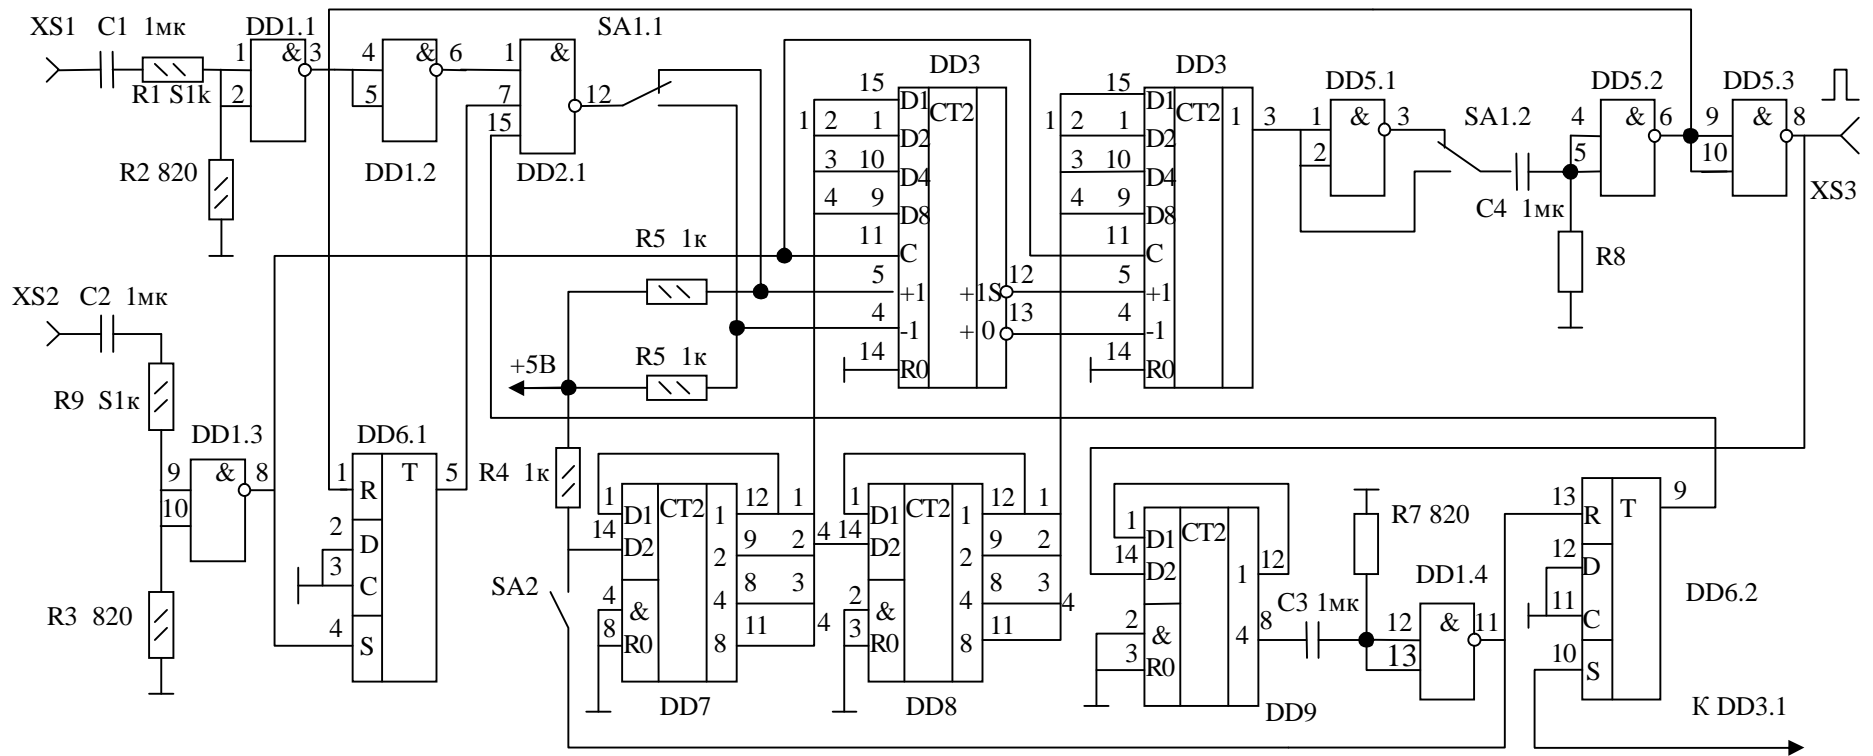 XS1 C1 1мк DD1.1 SA1.1
1 & 3 4 & 6 1 &
R1 S1k 2 5 7 12
15
R2 820 DD1.2 DD2.1
DD3 DD3 DD5.1 DD5.2 DD5.3
15 D1 CT2 15 D1 CT2 1 3 1 & 3 SA1.2 4 & 6 9 & 8
1 2 1 D2 1 2 1 D2 2 5 10
3 10 D4 3 10 D4 C4 1мк XS3
4 9 D8 4 9 D8
R5 1к 11 C 11 C R8
5 +1 +1S 12 5 +1
4 -1 + 0 13 4 -1
R5 1к 14 R0 14 R0
+5В
XS2 C2 1мк
R9 S1к
DD1.3 DD6.1 R4 1к
9 & 8 1 R T 5
10 2 D
3 C
R3 820 4 S
SA2
1 D1 CT2 1 12 1
14 D2 2 9 2 4
4 & 4 8 3
8 R0 8 11 4
DD7
1 D1 CT2 1 12 1
14 D2 2 9 2
2 & 4 8 3 4
3 R0 8 11
DD8
1 D1 CT2 1 12
14 D2
2 & 4 8 C3 1мк
3 R0
DD9
R7 820
DD1.4
12 & 11
13
13 R T 9
12 D
11 C DD6.2
10 S
К DD3.1